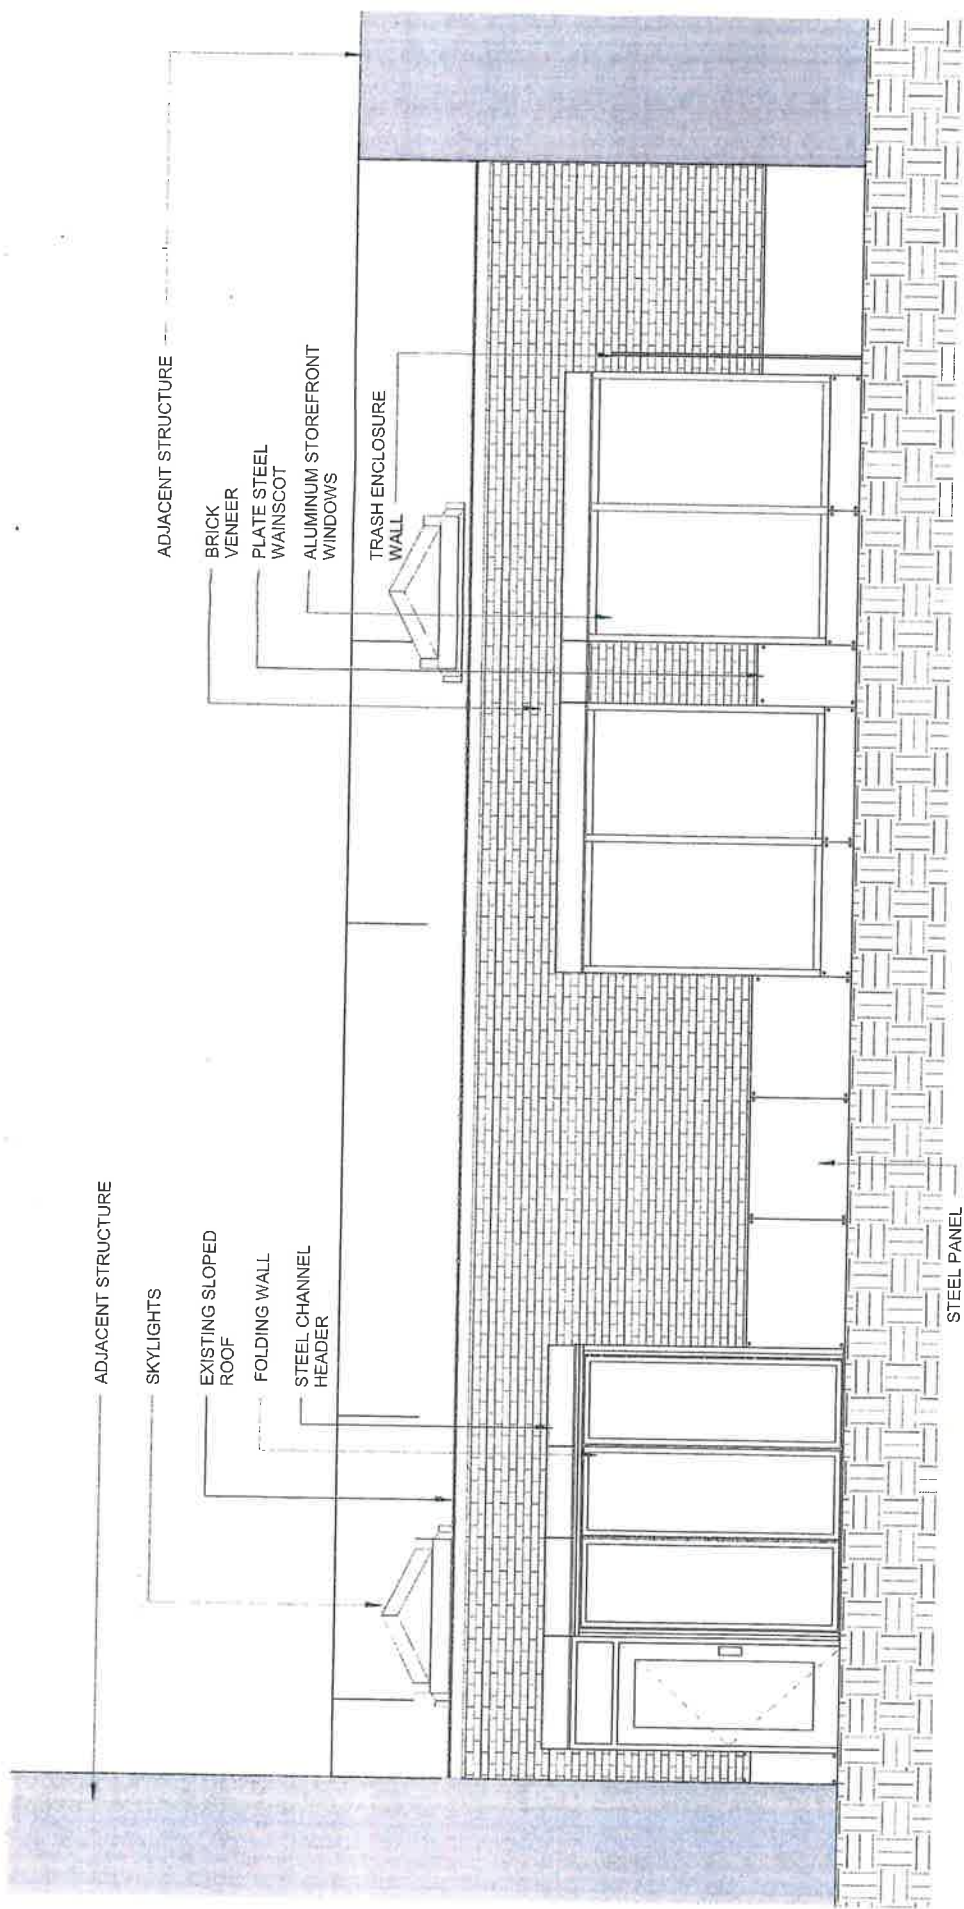 ADJACENT STRUCTURE
SKYLIGHTS
EXISTING SLOPED
ROOF
FOLDING WALL
STEEL CHANNEL
HEADER
ADJACENT STRUCTURE
BRICK
VENEER
PLATE STEEL
WAINSCOT
ALUMINUM STOREFRONT
WINDOWS
TRASH ENCLOSURE
WALL
STEEL PANEL